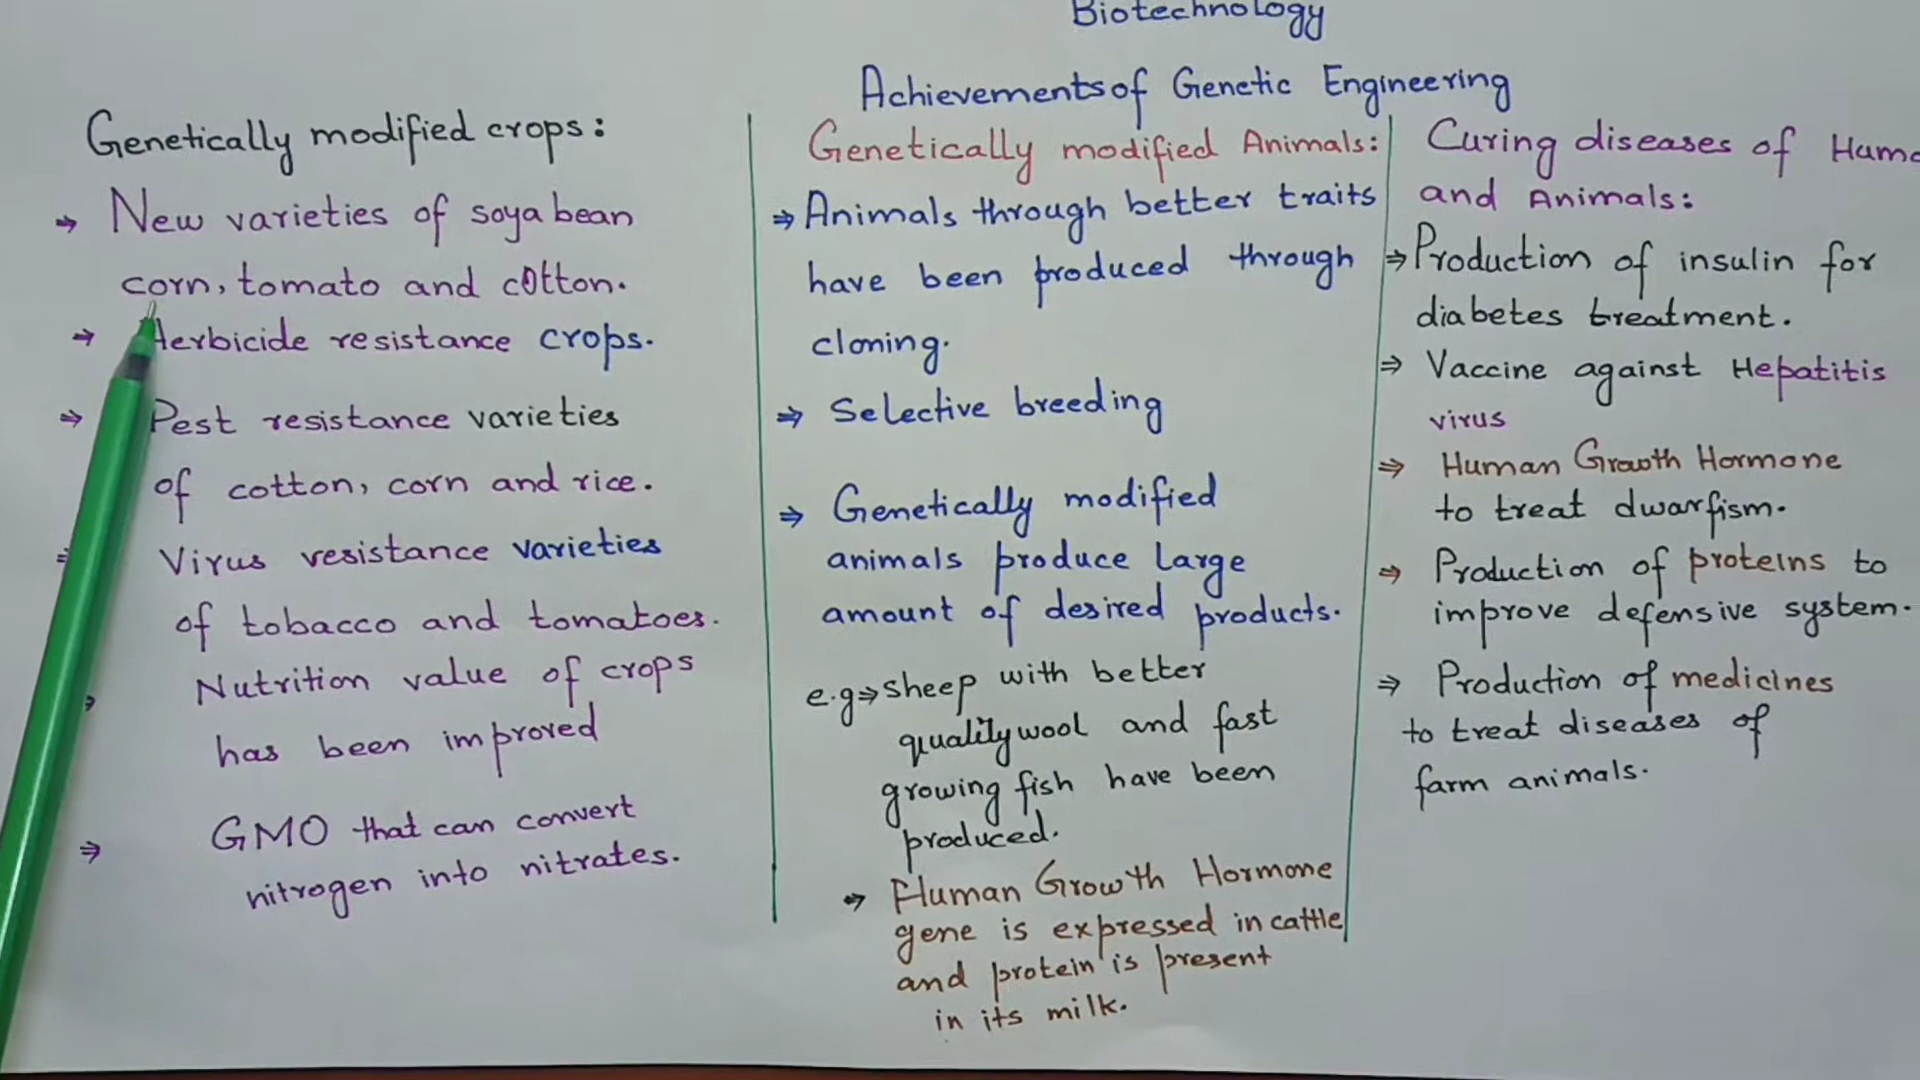 Biotechnology
Achievements of Genetic Engineering
Genetically modified crops:
⇒ New varieties of soya bean
corn, tomato and cotton.
⇒ Herbicide resistance crops.
⇒ Pest resistance varieties
of cotton, corn and rice.
⇒ Virus resistance varieties
of tobacco and tomatoes.
Nutrition value of crops
has been improved
⇒ GMO that can convert
nitrogen into nitrates.
Genetically modified Animals:
⇒ Animals through better traits
have been produced through
cloning.
⇒ Selective breeding
⇒ Genetically modified
animals produce large
amount of desired products.
e.g⇒ sheep with better
quality wool and fast
growing fish have been
produced.
⇒ Human Growth Hormone
gene is expressed in cattle
and protein is present
in its milk.
Curing diseases of
and Animals:
⇒ Production of insulin for
diabetes treatment.
⇒ Vaccine against Hepatitis
virus
⇒ Human Growth Hormone
to treat dwarfism.
⇒ Production of proteins to
improve defensive system.
⇒ Production of medicines
to treat diseases of
farm animals.